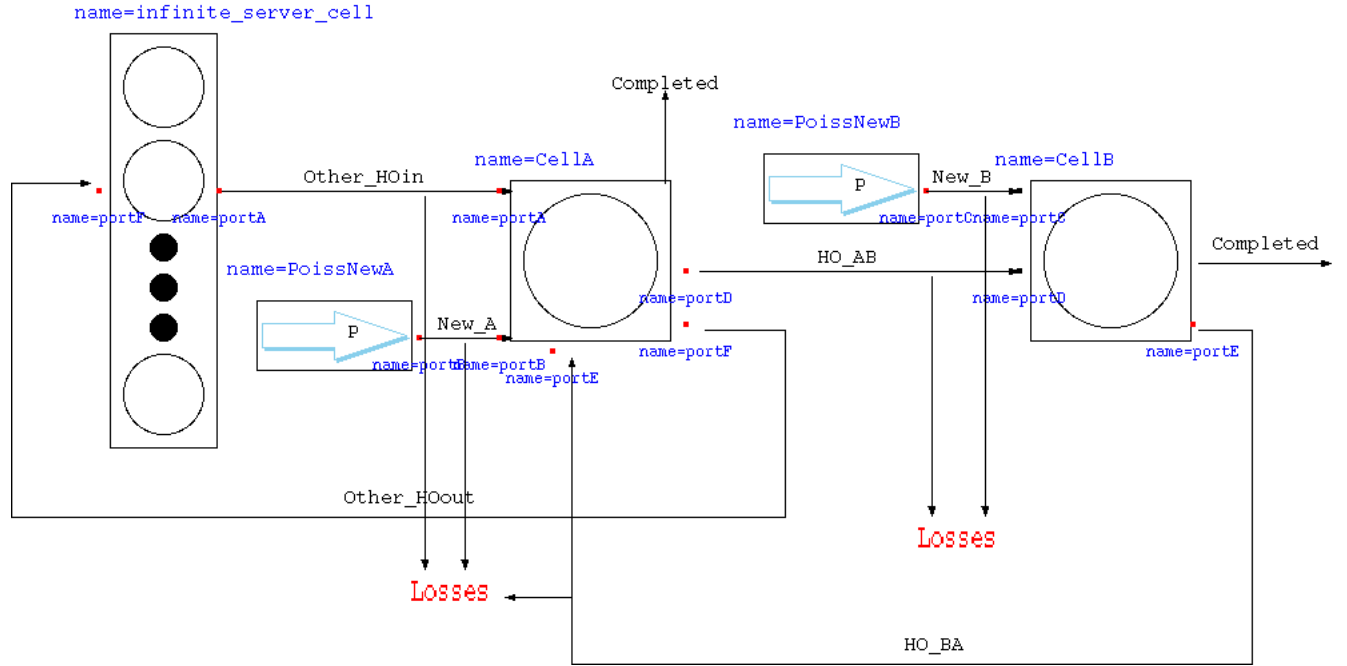 name=infinite_server_cell
Completed
name=PoissNewB
name=CellA
name=CellB
Other_HOin
P
New_B
name=portF
name=portA
name=portA
name=portC
name=portC
HO_AB
Completed
name=PoissNewA
name=portD
name=portD
P
New_A
name=portF
name=portE
name=portB
name=portB
name=portE
Other_HOout
Losses
Losses
HO_BA